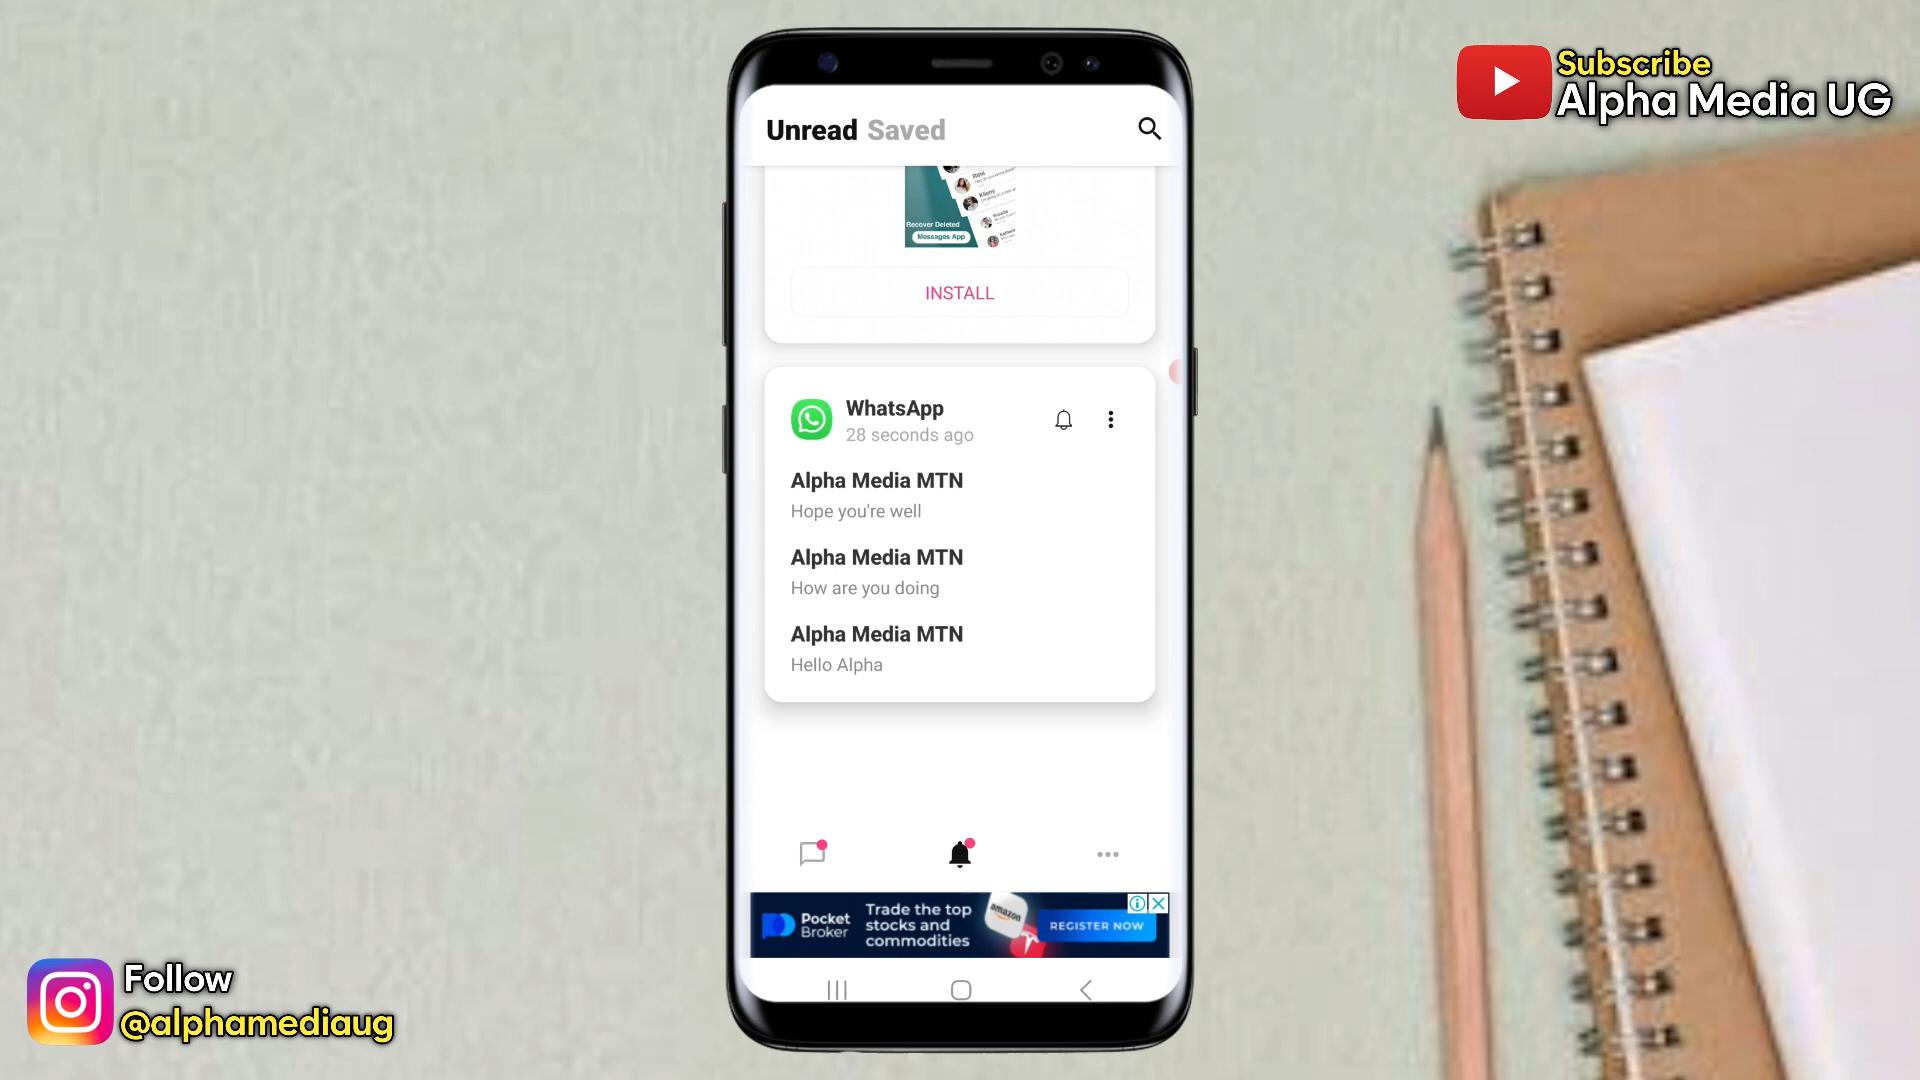 Subscribe
Alpha Media UG
Unread Saved
Recover Deleted
Messages App
INSTALL
WhatsApp
28 seconds ago
Alpha Media MTN
Hope you're well
Alpha Media MTN
How are you doing
Alpha Media MTN
Hello Alpha
Pocket
Broker
Trade the top
stocks and
commodities
amazon
REGISTER NOW
Follow
@alphamediaug